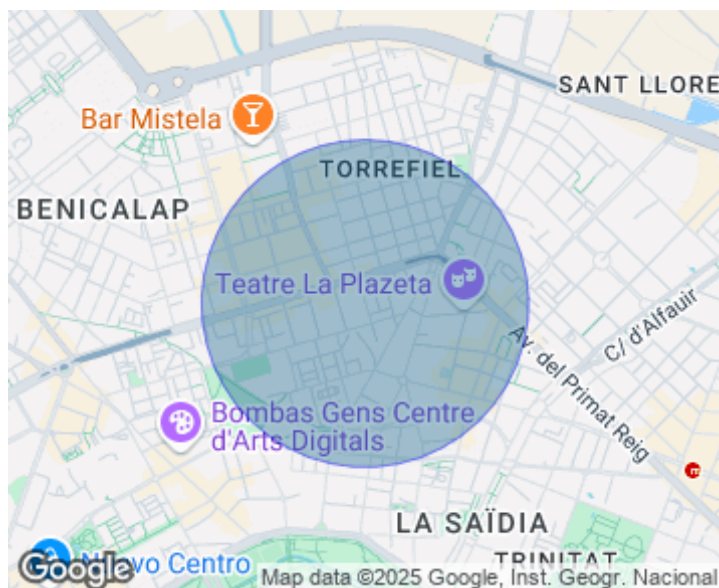 SANT LLORE
Bar Mistela
TORREFIEL
BENICALAP
Teatre La Plazeta
C/ d'Alfauir
Av. del Primat Reig
Bombas Gens Centre
d'Arts Digitals
LA SAÏDIA
TRINITAT
Nuevo Centro
Google
Map data ©2025 Google, Inst. Geogr. Nacional